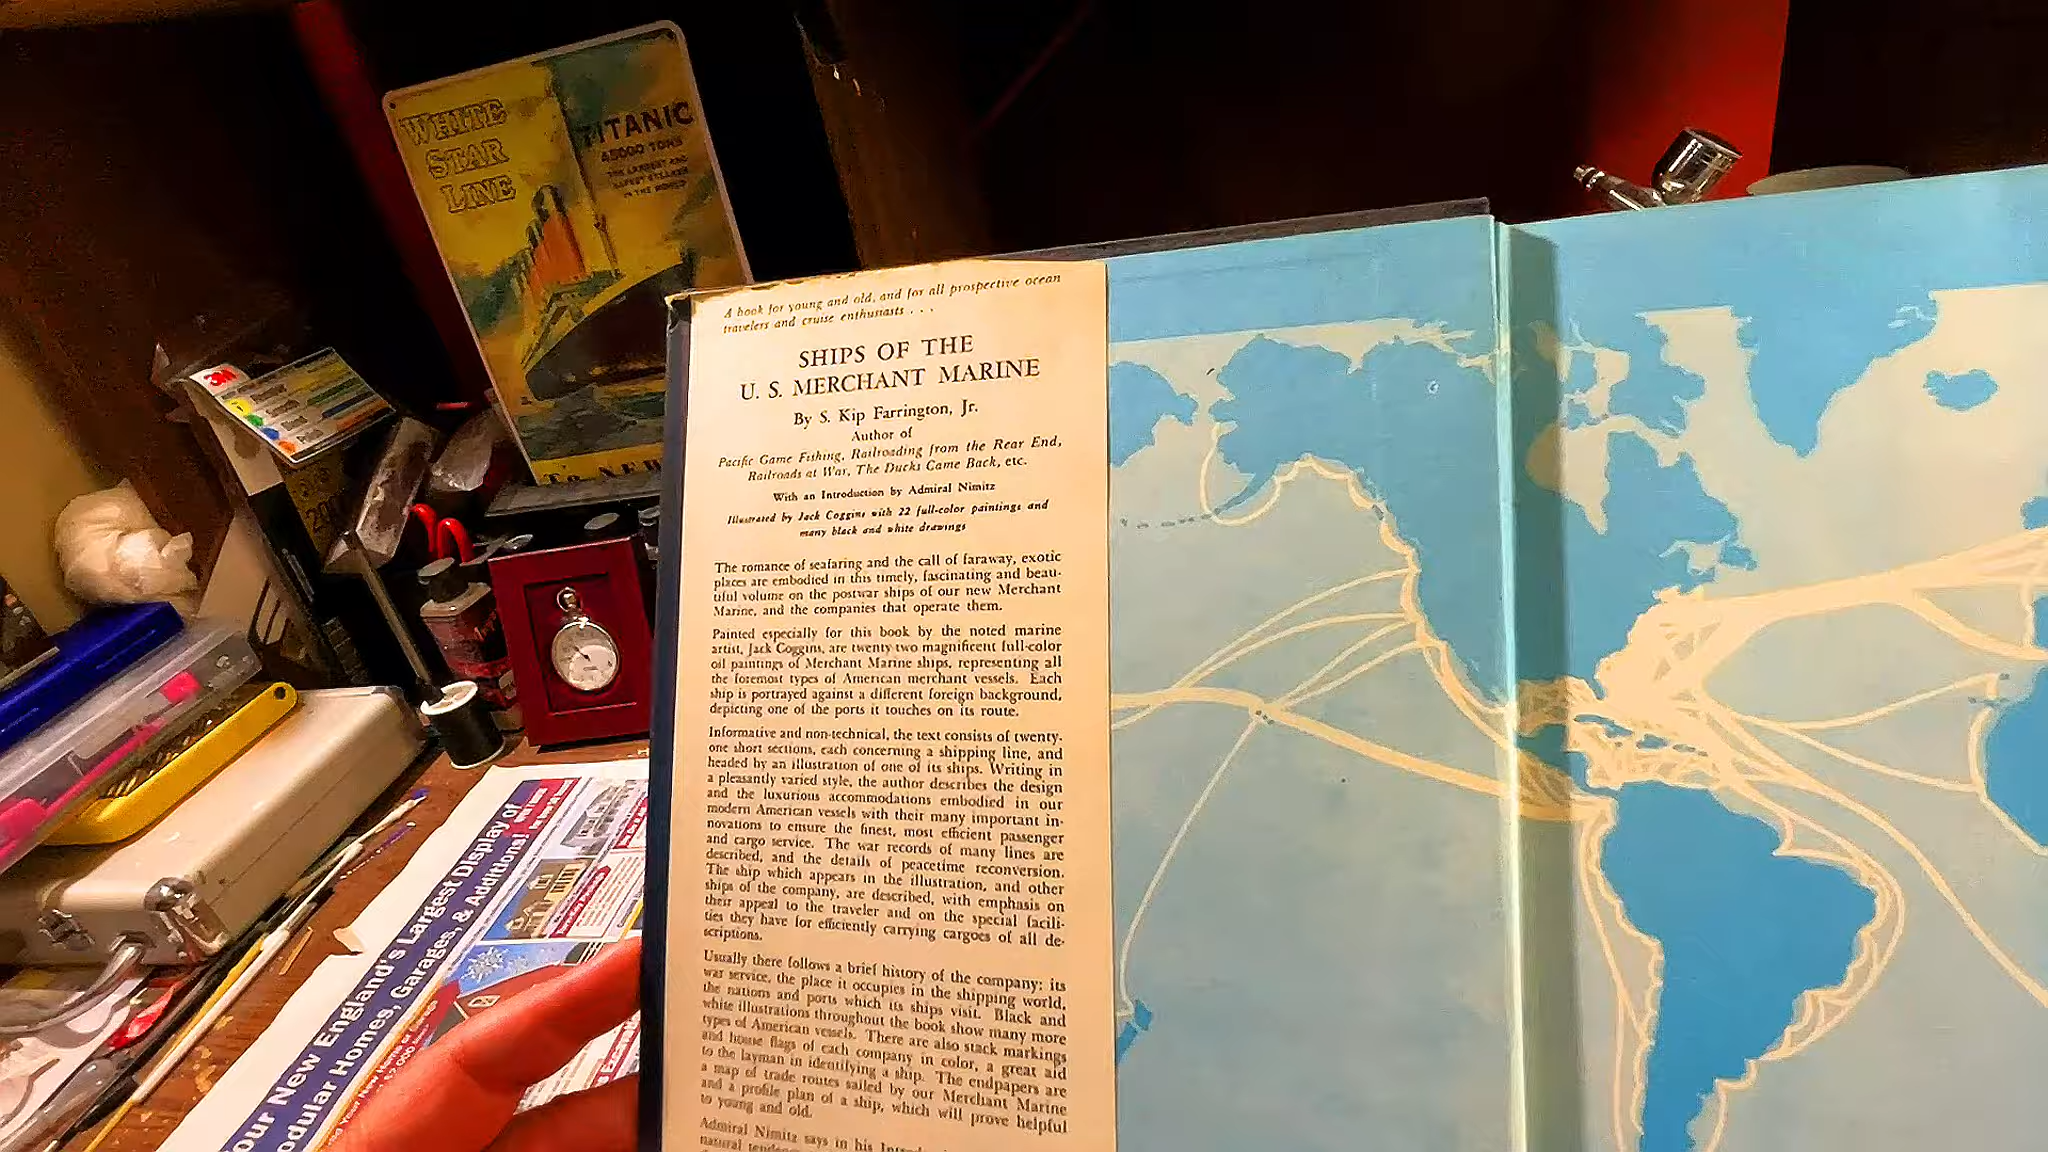 WHITE
STAR
LINE
TITANIC
45000 TONS
THE LARGEST AND
SAFEST STEAMER
IN THE WORLD
TO NEW
3M
A book for young and old, and for all prospective ocean
travelers and cruise enthusiasts . . .
SHIPS OF THE
U. S. MERCHANT MARINE
By S. Kip Farrington, Jr.
Author of
Pacific Game Fishing, Railroading from the Rear End,
Railroads at War, The Ducks Came Back, etc.
With an Introduction by Admiral Nimitz
Illustrated by Jack Coggins with 22 full-color paintings and
many black and white drawings
The romance of seafaring and the call of faraway, exotic
places are embodied in this timely, fascinating and beau-
tiful volume on the postwar ships of our new Merchant
Marine, and the companies that operate them.
Painted especially for this book by the noted marine
artist, Jack Coggins, are twenty-two magnificent full-color
oil paintings of Merchant Marine ships, representing all
the foremost types of American merchant vessels. Each
ship is portrayed against a different foreign background,
depicting one of the ports it touches on its route.
Informative and non-technical, the text consists of twenty-
one short sections, each concerning a shipping line, and
headed by an illustration of one of its ships. Writing in
a pleasantly varied style, the author describes the design
and the luxurious accommodations embodied in our
modern American vessels with their many important in-
novations to ensure the finest, most efficient passenger
and cargo service. The war records of many lines are
described, and the details of peacetime reconversion.
The ship which appears in the illustration, and other
ships of the company, are described, with emphasis on
their appeal to the traveler and on the special facili-
ties they have for efficiently carrying cargoes of all de-
scriptions.
Usually there follows a brief history of the company: its
war service, the place it occupies in the shipping world,
the nations and ports which its ships visit. Black and
white illustrations throughout the book show many more
types of American vessels. There are also stack markings
and house flags of each company in color, a great aid
to the layman in identifying a ship. The endpapers are
a map of trade routes sailed by our Merchant Marine
and a profile plan of a ship, which will prove helpful
to young and old.
Admiral Nimitz says in his
natural
Our New England's Largest Display of
odular Homes, Garages, & Additions!